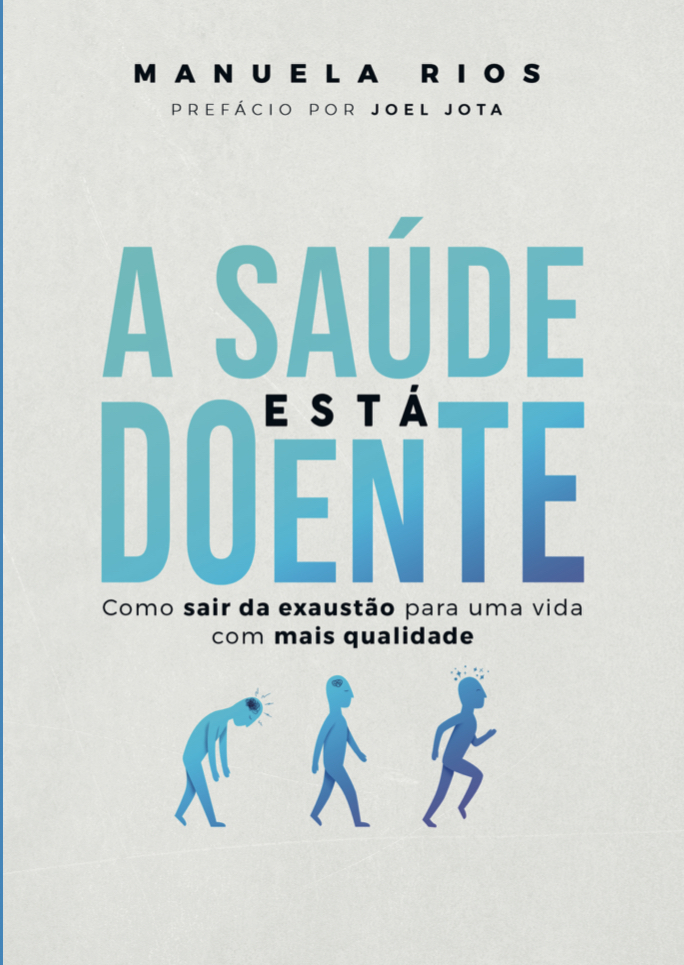 MANUELA RIOS
PREFÁCIO POR JOEL JOTA
A SAÚDE
ESTÁ
DOENTE
Como sair da exaustão para uma vida
com mais qualidade